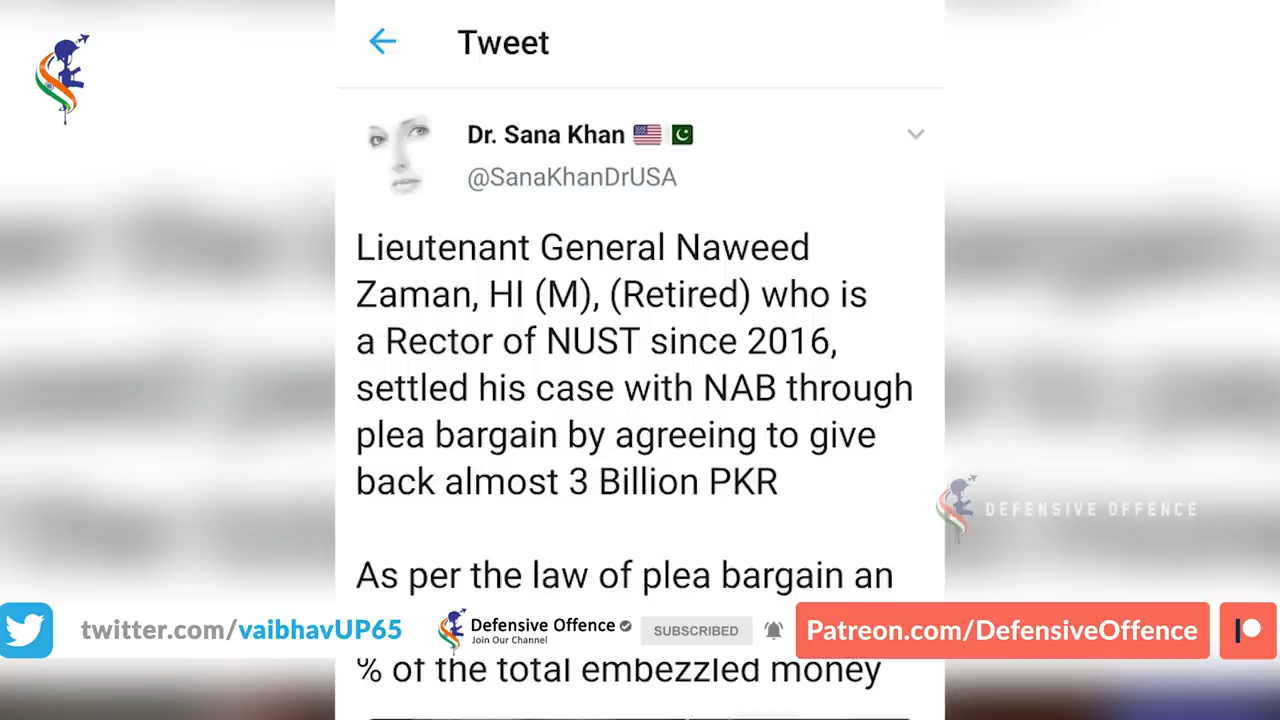 Tweet
Dr. Sana Khan
@SanaKhanDrUSA
Lieutenant General Naweed
Zaman, HI (M), (Retired) who is
a Rector of NUST since 2016,
settled his case with NAB through
plea bargain by agreeing to give
back almost 3 Billion PKR
DEFENSIVE OFFENCE
As per the law of plea bargain an
twitter.com/vaibhavUP65
Defensive Offence
Join Our Channel
SUBSCRIBED
Patreon.com/DefensiveOffence
% of the total embezzled money